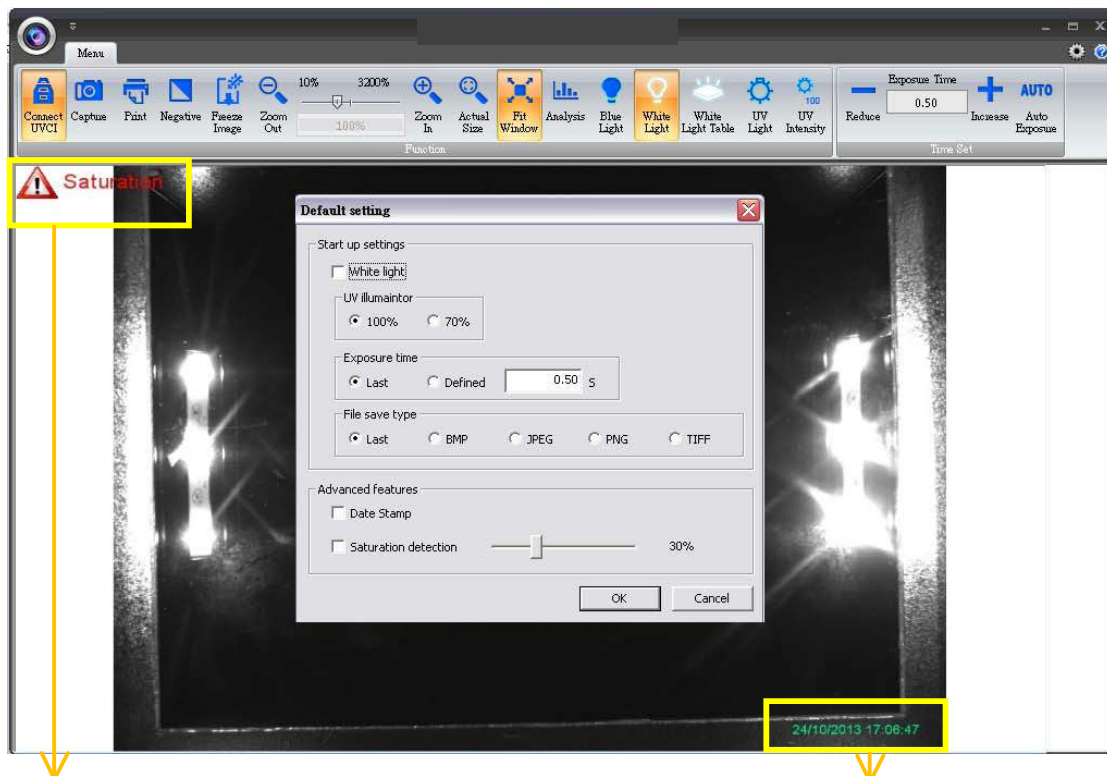 Menu
10% 3200%
100%
Connect UVCI
Capture
Print
Negative
Freeze Image
Zoom Out
Zoom In
Actual Size
Fit Window
Analysis
Blue Light
White Light
White Light Table
UV Light
100
UV Intensity
Function
Reduce
Exposure Time
0.50
Increase
AUTO
Auto Exposure
Time Set
Saturation
Default setting
Start up settings
White light
UV illumaintor
100% 70%
Exposure time
Last Defined 0.50 S
File save type
Last BMP JPEG PNG TIFF
Advanced features
Date Stamp
Saturation detection 30%
OK Cancel
24/10/2013 17:06:47